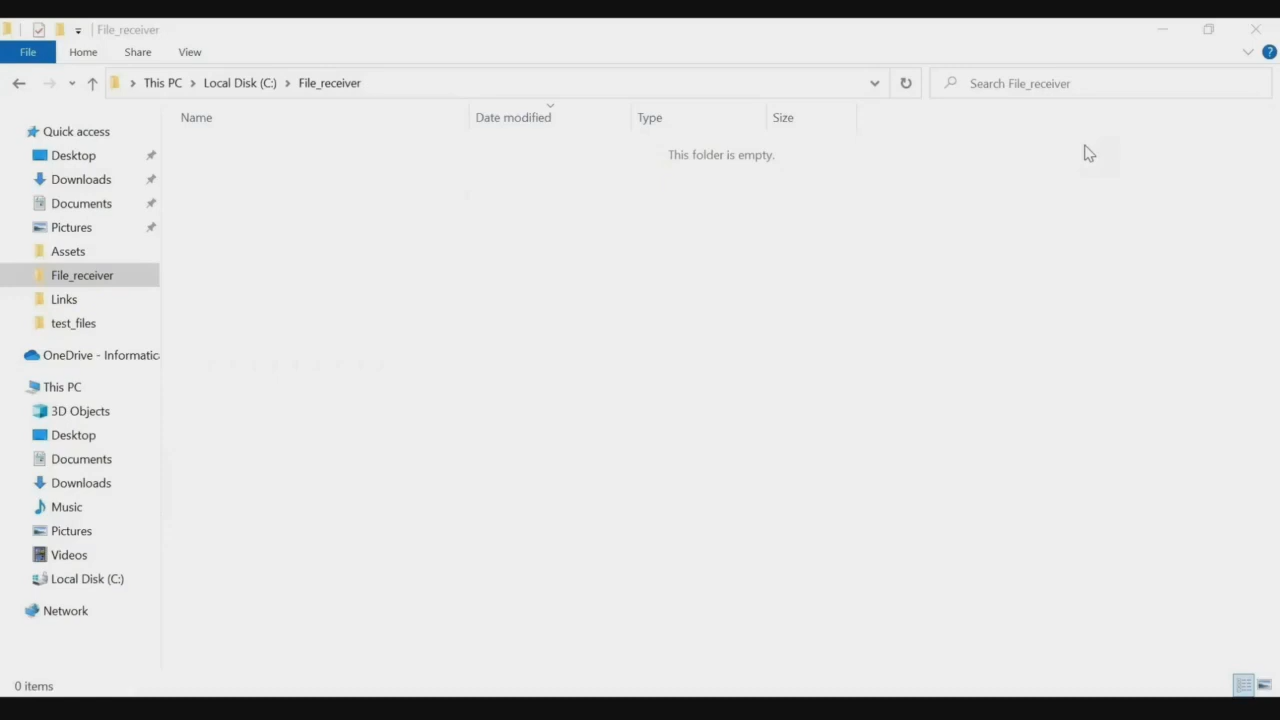 File_receiver
File Home Share View
This PC Local Disk (C:) File_receiver
Search File_receiver
Name Date modified Type Size
This folder is empty.
Quick access
Desktop
Downloads
Documents
Pictures
Assets
File_receiver
Links
test_files
OneDrive - Informatica
This PC
3D Objects
Desktop
Documents
Downloads
Music
Pictures
Videos
Local Disk (C:)
Network
0 items